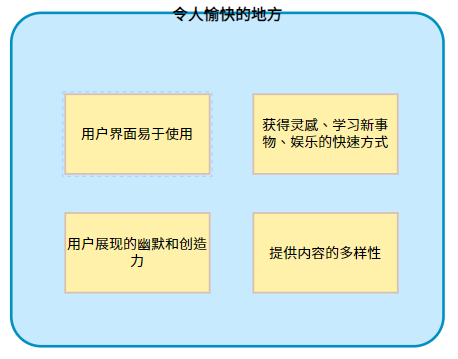 令人愉快的地方
用户界面易于使用
获得灵感、学习新事
物、娱乐的快速方式
用户展现的幽默和创造
力
提供内容的多样性